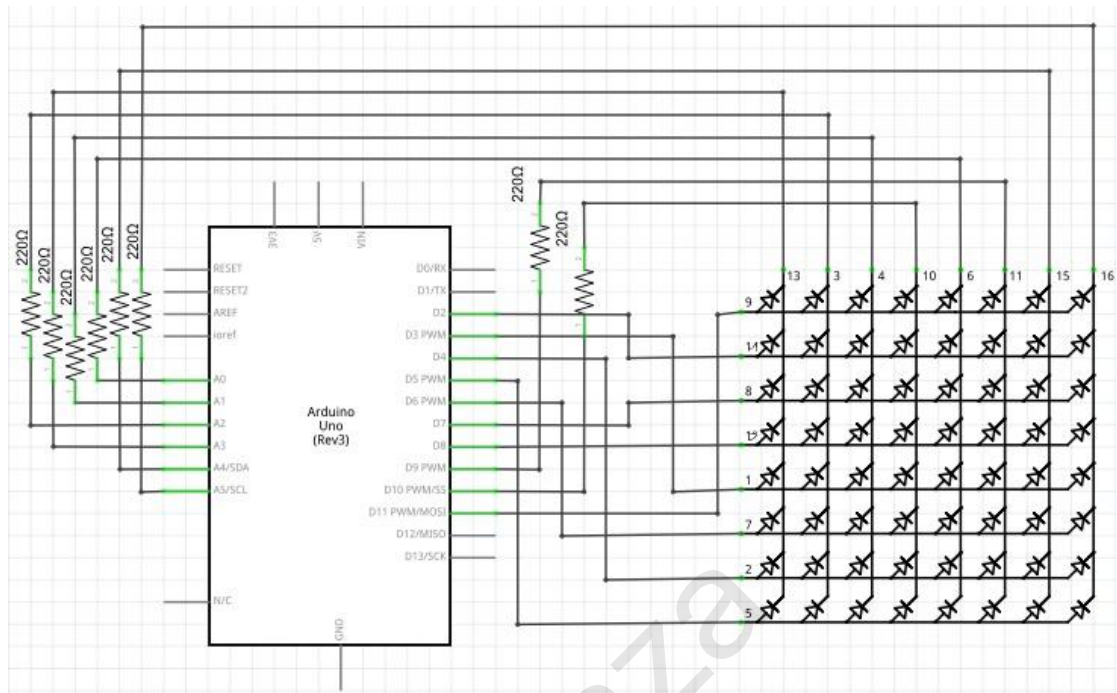 220Ω
220Ω
220Ω
220Ω
220Ω
220Ω
220Ω
220Ω
3V3
5V
VIN
RESET
RESET2
AREF
ioref
A0
A1
A2
A3
A4/SDA
A5/SCL
N/C
GND
Arduino
Uno
(Rev3)
D0/RX
D1/TX
D2
D3 PWM
D4
D5 PWM
D6 PWM
D7
D8
D9 PWM
D10 PWM/SS
D11 PWM/MOSI
D12/MISO
D13/SCK
13 3 4 10 6 11 15 16
9
8
1
7
2
5